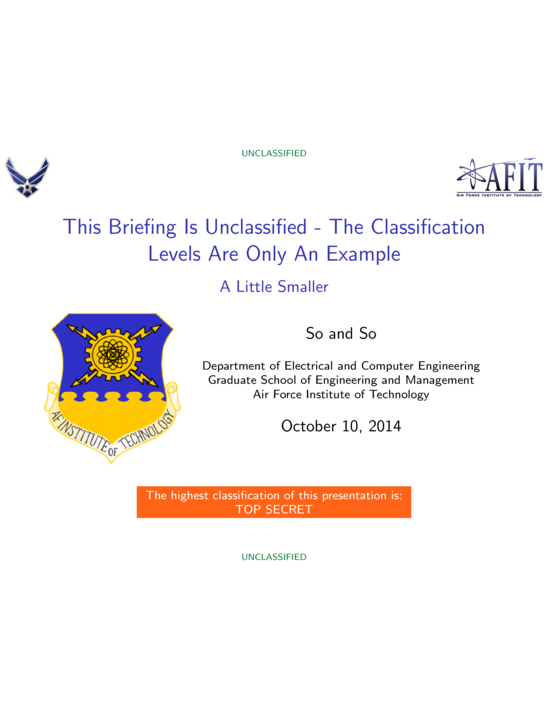 UNCLASSIFIED
AFIT
AIR FORCE INSTITUTE OF TECHNOLOGY
This Briefing Is Unclassified - The Classification
Levels Are Only An Example
A Little Smaller
So and So
Department of Electrical and Computer Engineering
Graduate School of Engineering and Management
Air Force Institute of Technology
October 10, 2014
AF INSTITUTE OF TECHNOLOGY
The highest classification of this presentation is:
TOP SECRET
UNCLASSIFIED